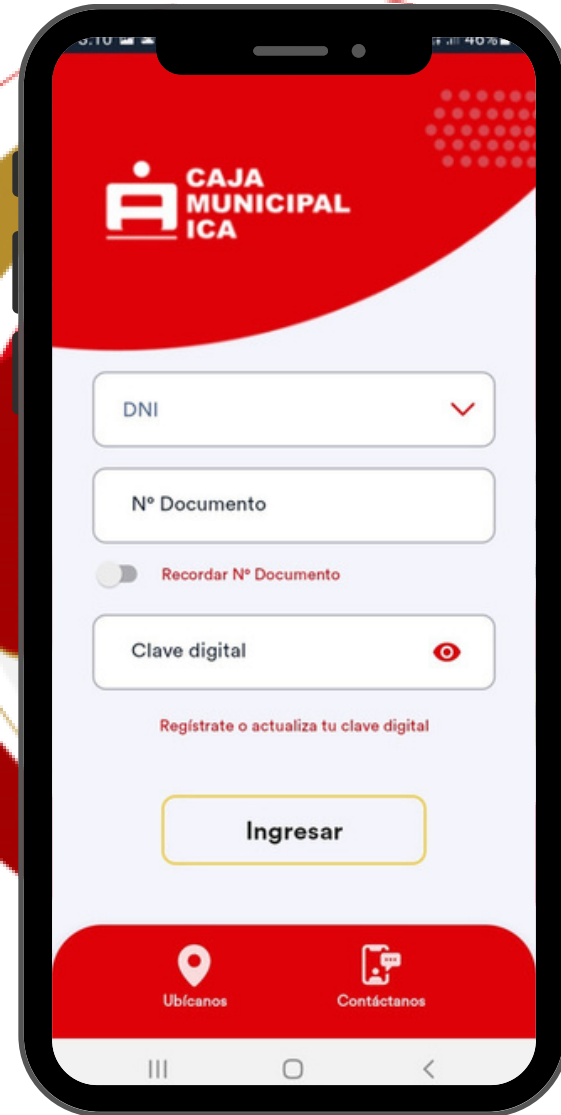 46%
CAJA
MUNICIPAL
ICA
DNI
Nº Documento
Recordar Nº Documento
Clave digital
Regístrate o actualiza tu clave digital
Ingresar
Ubícanos
Contáctanos